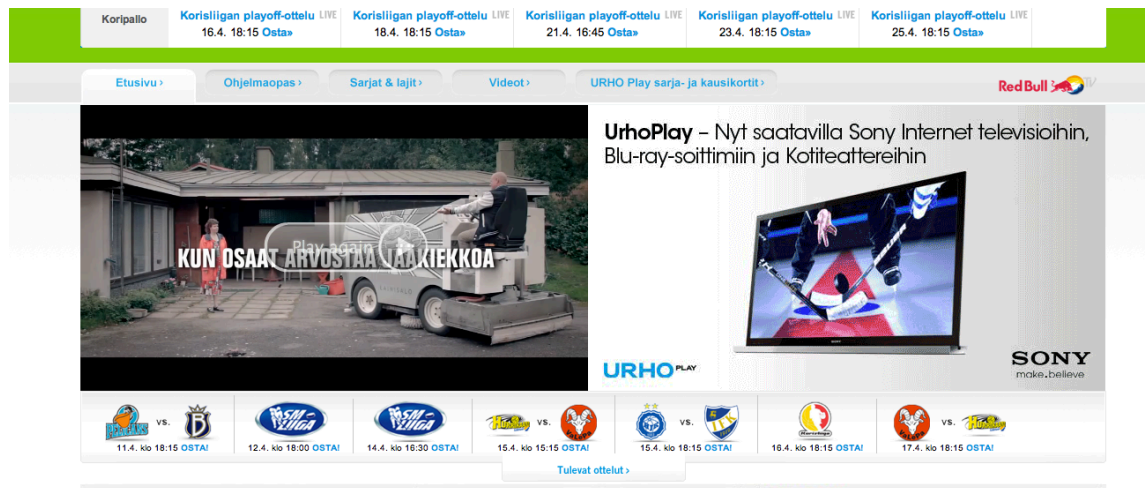 Koripallo
Korisliigan playoff-ottelu LIVE
16.4. 18:15 Osta»
Korisliigan playoff-ottelu LIVE
18.4. 18:15 Osta»
Korisliigan playoff-ottelu LIVE
21.4. 16:45 Osta»
Korisliigan playoff-ottelu LIVE
23.4. 18:15 Osta»
Korisliigan playoff-ottelu LIVE
25.4. 18:15 Osta»
Etusivu ›
Ohjelmaopas ›
Sarjat & lajit ›
Videot ›
URHO Play sarja- ja kausikortit ›
Red Bull TV
Play again
KUN OSAAT ARVOSTAA JÄÄKIEKKOA
UrhoPlay – Nyt saatavilla Sony Internet televisioihin,
Blu-ray-soittimiin ja Kotiteattereihin
SONY
URHO PLAY
SONY
make.believe
vs. B
11.4. klo 18:15 OSTA!
SM-LIIGA
12.4. klo 18:00 OSTA!
SM-LIIGA
14.4. klo 16:30 OSTA!
vs.
15.4. klo 15:15 OSTA!
HJK vs. IFK
15.4. klo 18:15 OSTA!
16.4. klo 18:15 OSTA!
vs.
17.4. klo 18:15 OSTA!
Tulevat ottelut ›